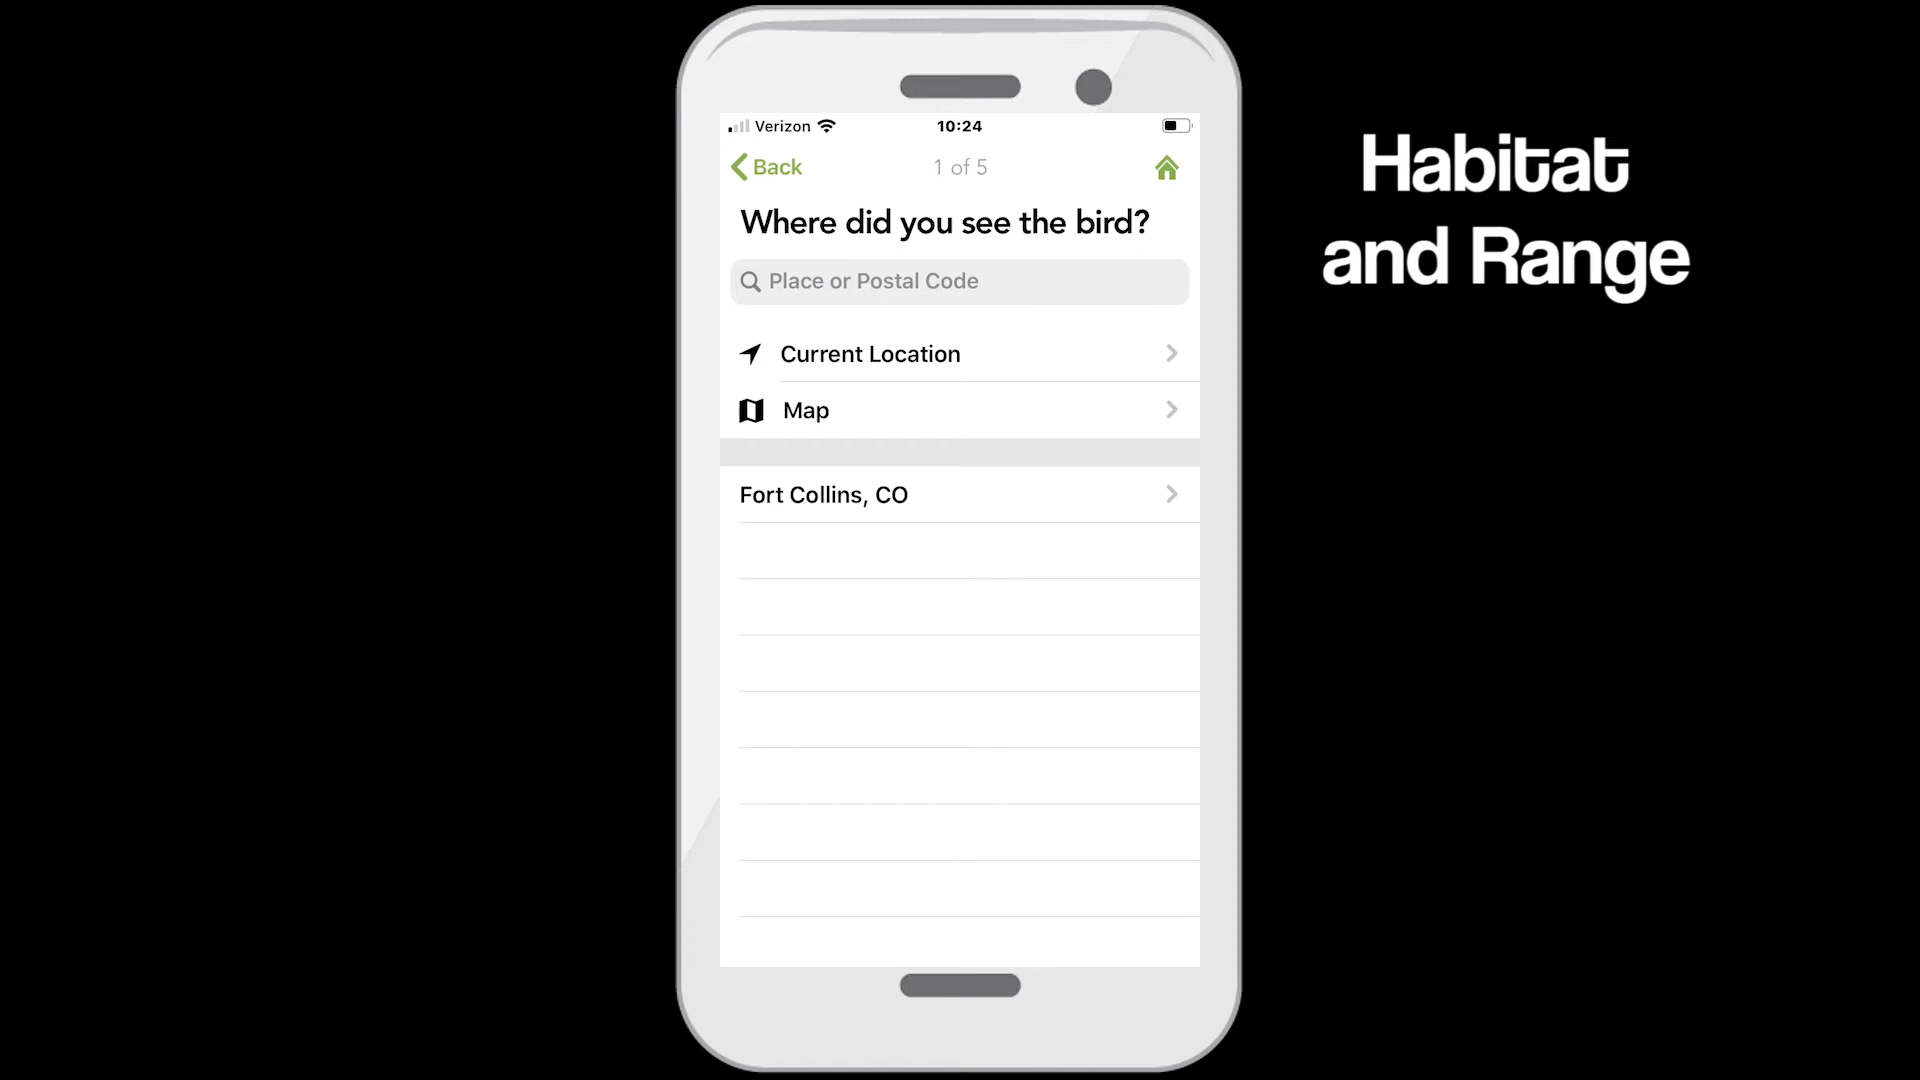 Verizon 10:24
Back 1 of 5
Where did you see the bird?
Place or Postal Code
Current Location
Map
Fort Collins, CO
Habitat
and Range